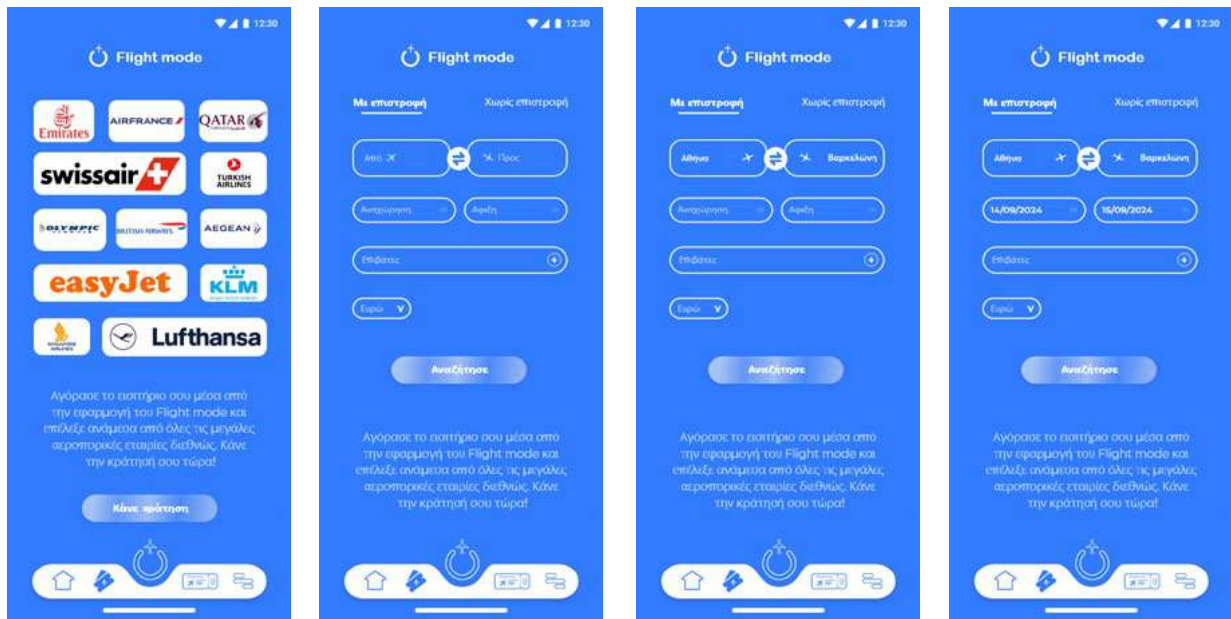 12:30
Flight mode
Emirates
AIRFRANCE
QATAR
swissair
TURKISH
AIRLINES
OLYMPIC
BRITISH AIRWAYS
AEGEAN
easyJet
KLM
SINGAPORE
AIRLINES
Lufthansa
Αγόρασε το εισιτήριο σου μέσα από
την εφαρμογή του Flight mode και
επέλεξε ανάμεσα από όλες τις μεγάλες
αεροπορικές εταιρίες διεθνώς. Κάνε
την κράτησή σου τώρα!
Κάνε κράτηση
12:30
Flight mode
Με επιστροφή Χωρίς επιστροφή
Από Προς
Αναχώρηση Άφιξη
Επιβάτες
Ευρώ
Αναζήτησε
Αγόρασε το εισιτήριο σου μέσα από
την εφαρμογή του Flight mode και
επέλεξε ανάμεσα από όλες τις μεγάλες
αεροπορικές εταιρίες διεθνώς. Κάνε
την κράτησή σου τώρα!
12:30
Flight mode
Με επιστροφή Χωρίς επιστροφή
Αθήνα Βαρκελώνη
Αναχώρηση Άφιξη
Επιβάτες
Ευρώ
Αναζήτησε
Αγόρασε το εισιτήριο σου μέσα από
την εφαρμογή του Flight mode και
επέλεξε ανάμεσα από όλες τις μεγάλες
αεροπορικές εταιρίες διεθνώς. Κάνε
την κράτησή σου τώρα!
12:30
Flight mode
Με επιστροφή Χωρίς επιστροφή
Αθήνα Βαρκελώνη
14/09/2024 15/09/2024
Επιβάτες
Ευρώ
Αναζήτησε
Αγόρασε το εισιτήριο σου μέσα από
την εφαρμογή του Flight mode και
επέλεξε ανάμεσα από όλες τις μεγάλες
αεροπορικές εταιρίες διεθνώς. Κάνε
την κράτησή σου τώρα!